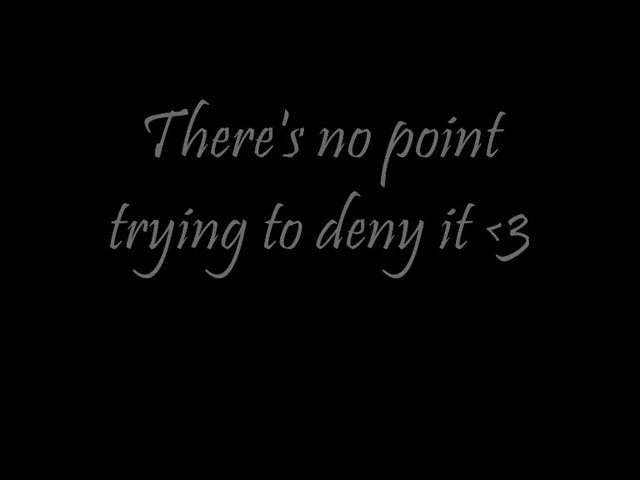 There's no point
trying to deny it <3